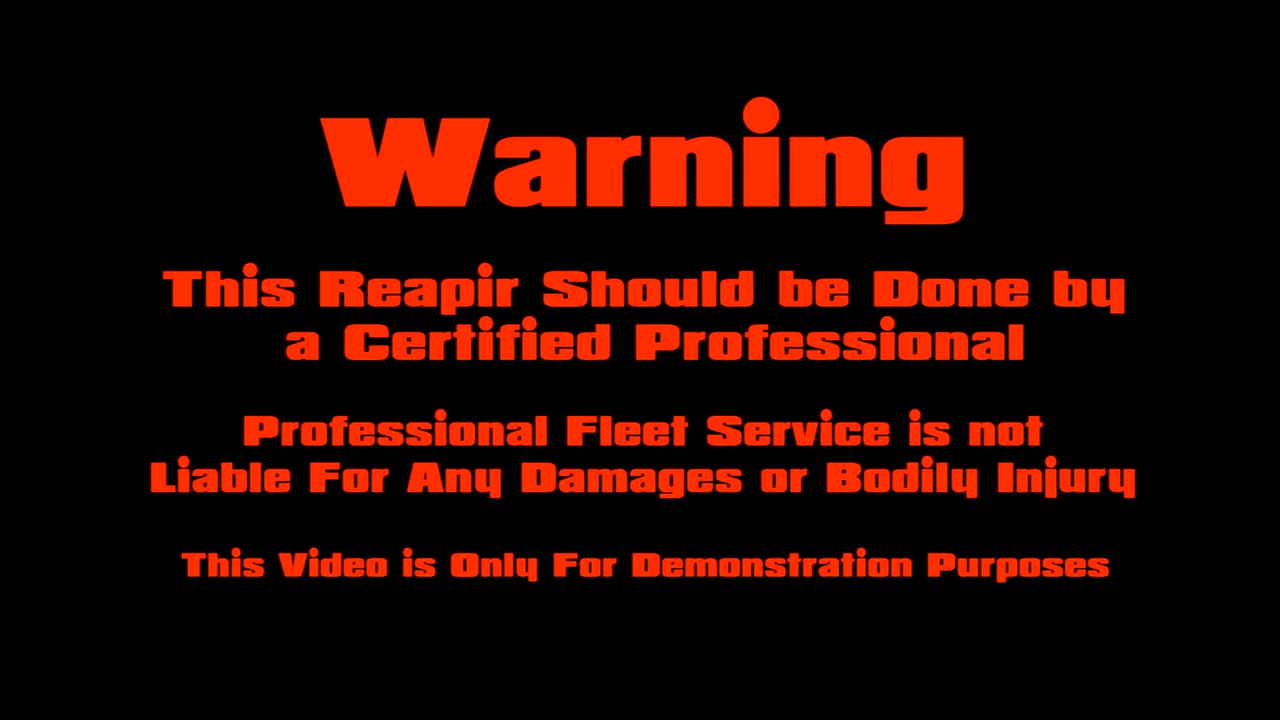 Warning
This Reapir Should be Done by
a Certified Professional
Professional Fleet Service is not
Liable For Any Damages or Bodily Injury
This Video is Only For Demonstration Purposes